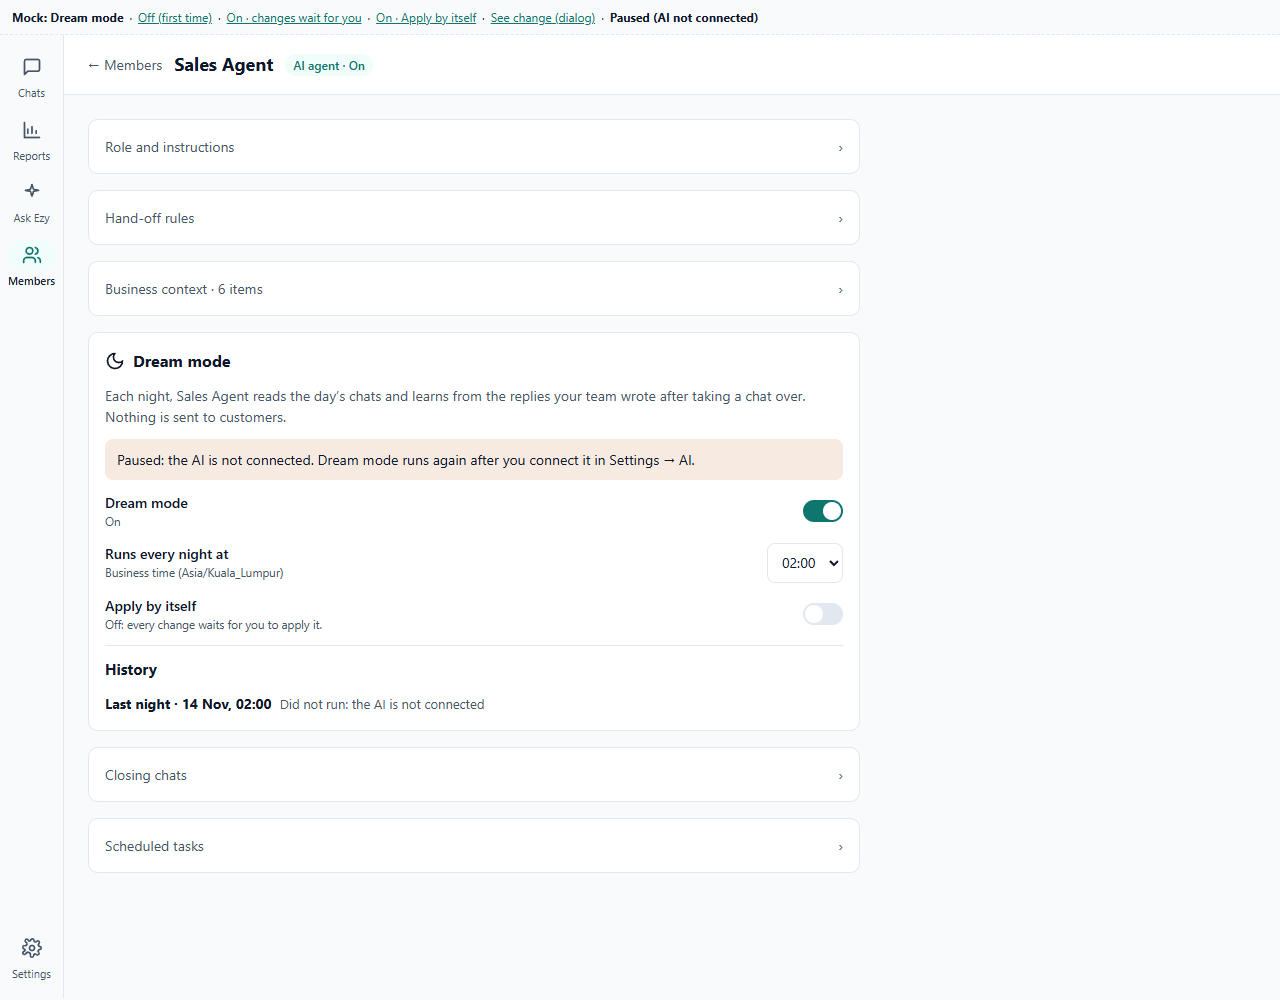 Mock: Dream mode · Off (first time) · On · changes wait for you · On · Apply by itself · See change (dialog) · Paused (AI not connected)
Chats
Reports
Ask Ezy
Members
Settings
← Members Sales Agent AI agent · On
Role and instructions ›
Hand-off rules ›
Business context · 6 items ›
Dream mode
Each night, Sales Agent reads the day's chats and learns from the replies your team wrote after taking a chat over.
Nothing is sent to customers.
Paused: the AI is not connected. Dream mode runs again after you connect it in Settings → AI.
Dream mode
On
Runs every night at
Business time (Asia/Kuala_Lumpur)
02:00
Apply by itself
Off: every change waits for you to apply it.
History
Last night · 14 Nov, 02:00 Did not run: the AI is not connected
Closing chats ›
Scheduled tasks ›